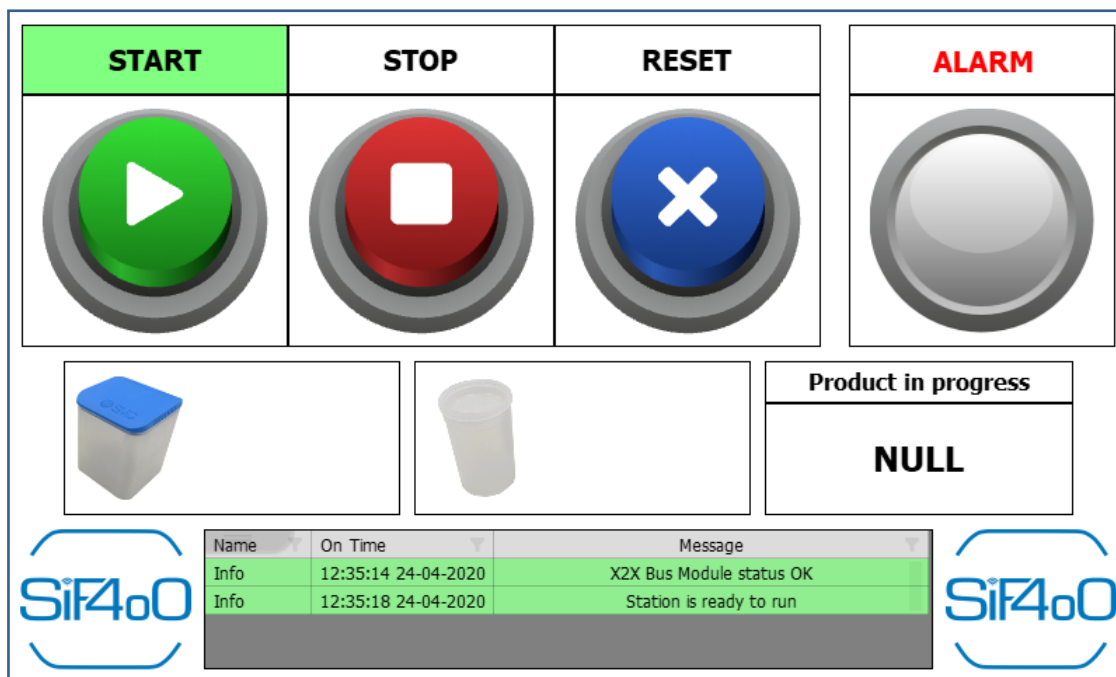 START STOP RESET ALARM
SMC
Product in progress
NULL
SiF4oO SiF4oO
Name On Time Message
Info 12:35:14 24-04-2020 X2X Bus Module status OK
Info 12:35:18 24-04-2020 Station is ready to run